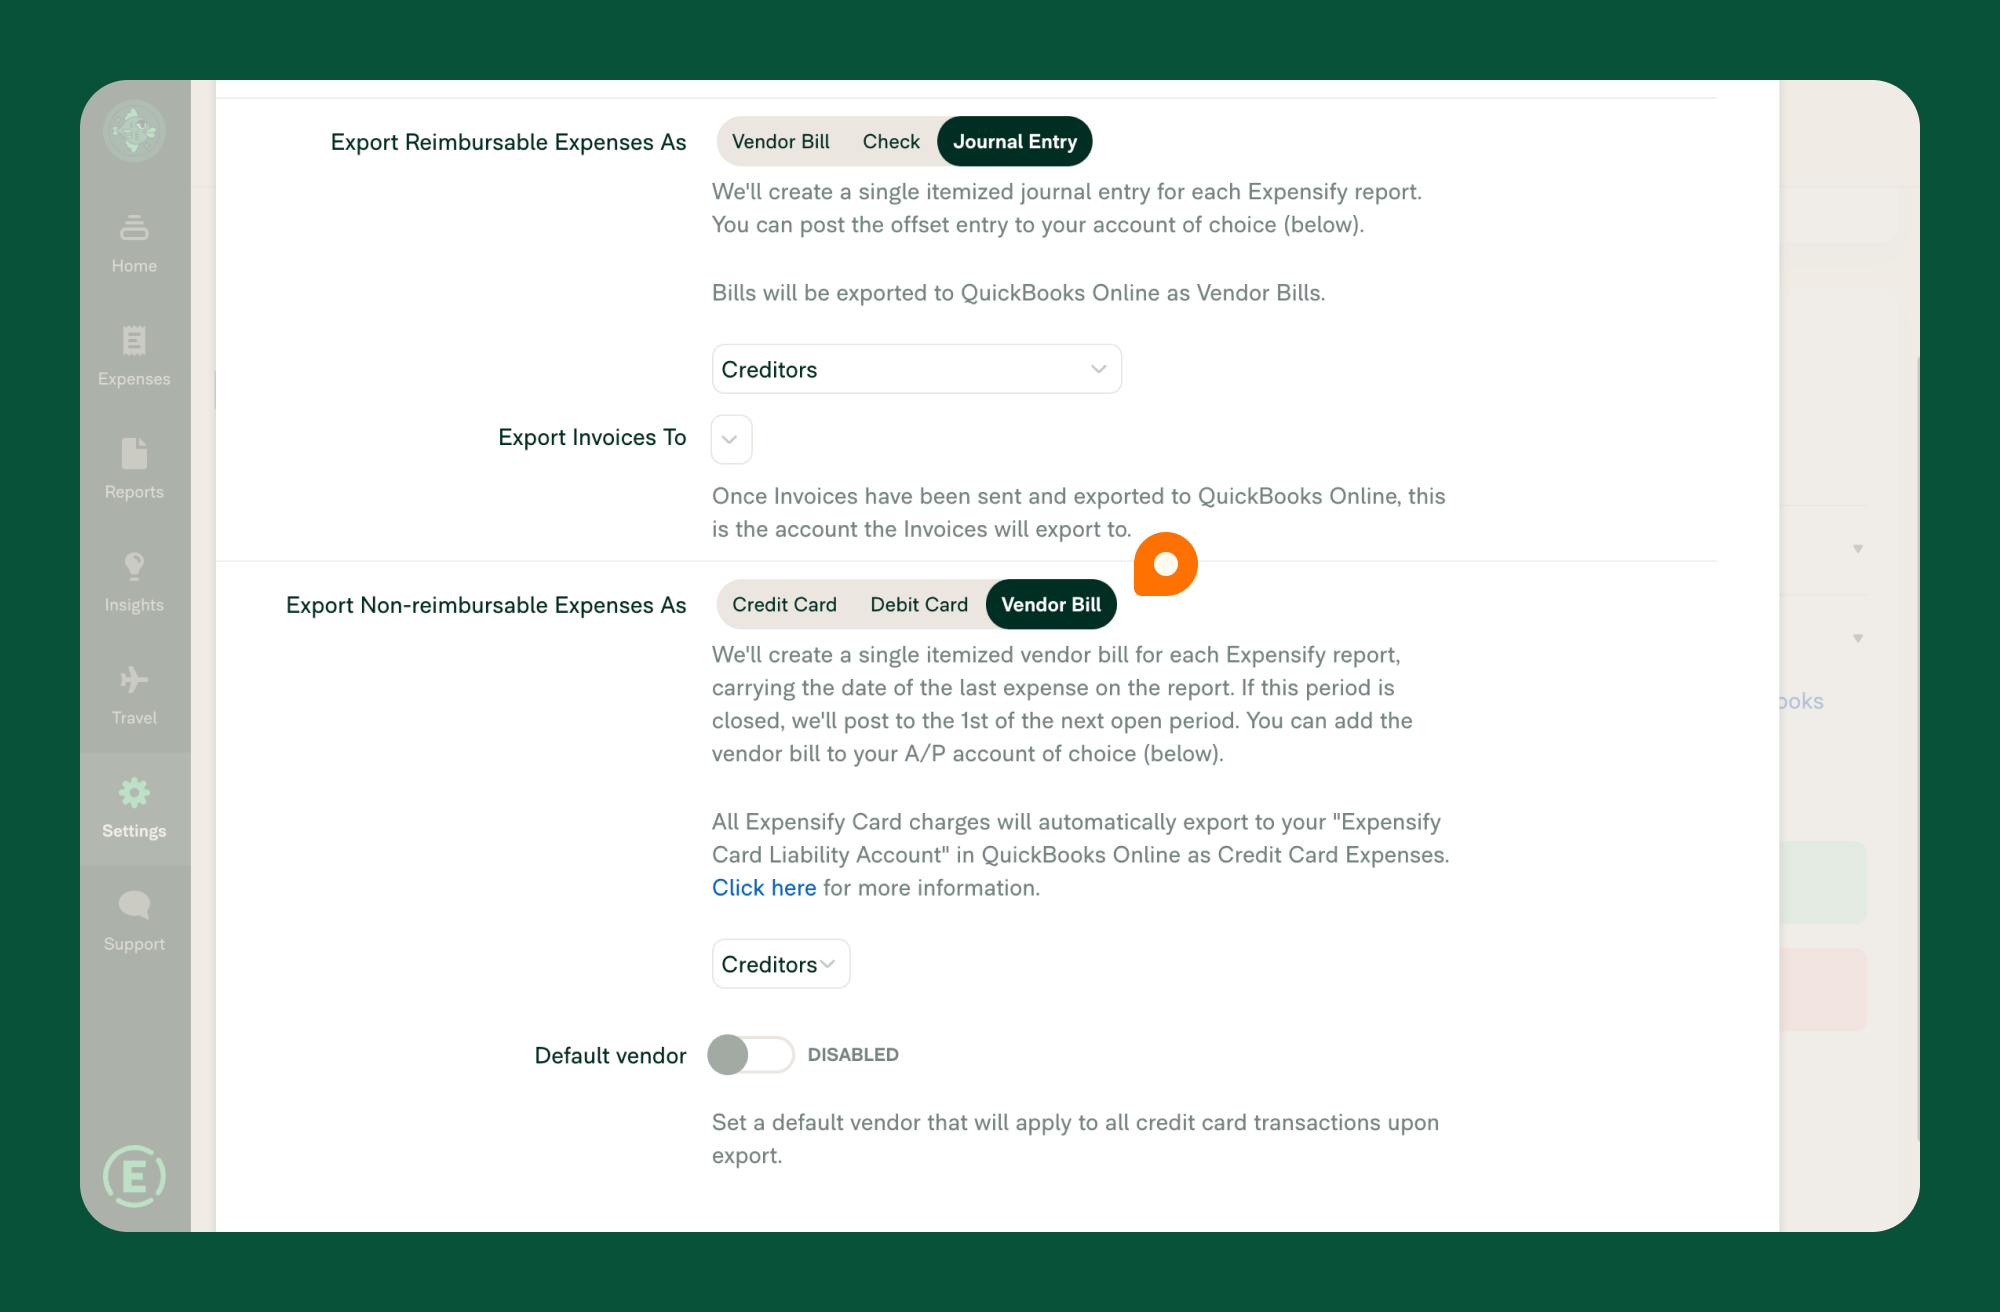 Home
Expenses
Reports
Insights
Travel
Settings
Support
E
Export Reimbursable Expenses As
Vendor Bill Check Journal Entry
We'll create a single itemized journal entry for each Expensify report.
You can post the offset entry to your account of choice (below).
Bills will be exported to QuickBooks Online as Vendor Bills.
Creditors
Export Invoices To
Once Invoices have been sent and exported to QuickBooks Online, this
is the account the Invoices will export to.
Export Non-reimbursable Expenses As
Credit Card Debit Card Vendor Bill
We'll create a single itemized vendor bill for each Expensify report,
carrying the date of the last expense on the report. If this period is
closed, we'll post to the 1st of the next open period. You can add the
vendor bill to your A/P account of choice (below).
All Expensify Card charges will automatically export to your "Expensify
Card Liability Account" in QuickBooks Online as Credit Card Expenses.
Click here for more information.
Creditors
Default vendor
DISABLED
Set a default vendor that will apply to all credit card transactions upon
export.